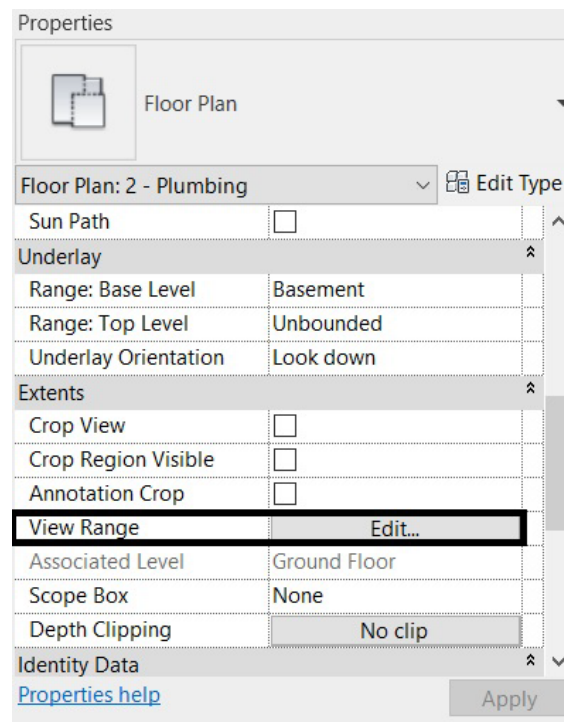 Properties
Floor Plan
Floor Plan: 2 - Plumbing Edit Type
Sun Path
Underlay
Range: Base Level Basement
Range: Top Level Unbounded
Underlay Orientation Look down
Extents
Crop View
Crop Region Visible
Annotation Crop
View Range Edit...
Associated Level Ground Floor
Scope Box None
Depth Clipping No clip
Identity Data
Properties help Apply